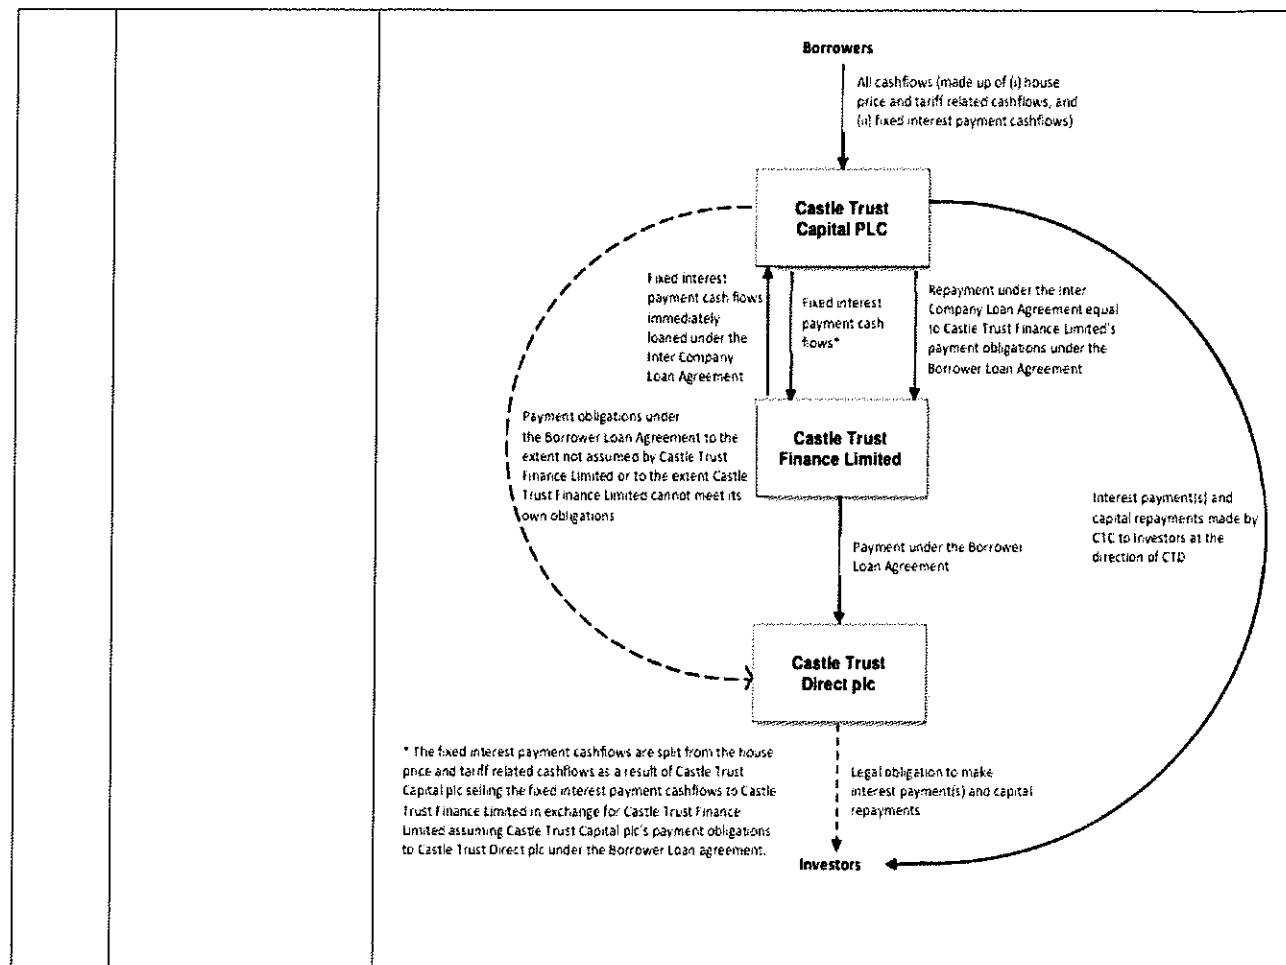 Borrowers
All cashflows (made up of (i) house
price and tariff related cashflows, and
(ii) fixed interest payment cashflows)
Castle Trust
Capital PLC
Fixed interest
payment cash flows
immediately
loaned under the
Inter Company
Loan Agreement
Fixed interest
payment cash
flows*
Repayment under the Inter
Company Loan Agreement equal
to Castle Trust Finance Limited's
payment obligations under the
Borrower Loan Agreement
Payment obligations under
the Borrower Loan Agreement to the
extent not assumed by Castle Trust
Finance Limited or to the extent Castle
Trust Finance Limited cannot meet its
own obligations
Castle Trust
Finance Limited
Interest payment(s) and
capital repayments made by
CTC to Investors at the
direction of CTD
Payment under the Borrower
Loan Agreement
Castle Trust
Direct plc
* The fixed interest payment cashflows are split from the house
price and tariff related cashflows as a result of Castle Trust
Capital plc selling the fixed interest payment cashflows to Castle
Trust Finance Limited in exchange for Castle Trust Finance
Limited assuming Castle Trust Capital plc's payment obligations
to Castle Trust Direct plc under the Borrower Loan agreement.
Legal obligation to make
interest payment(s) and capital
repayments
Investors